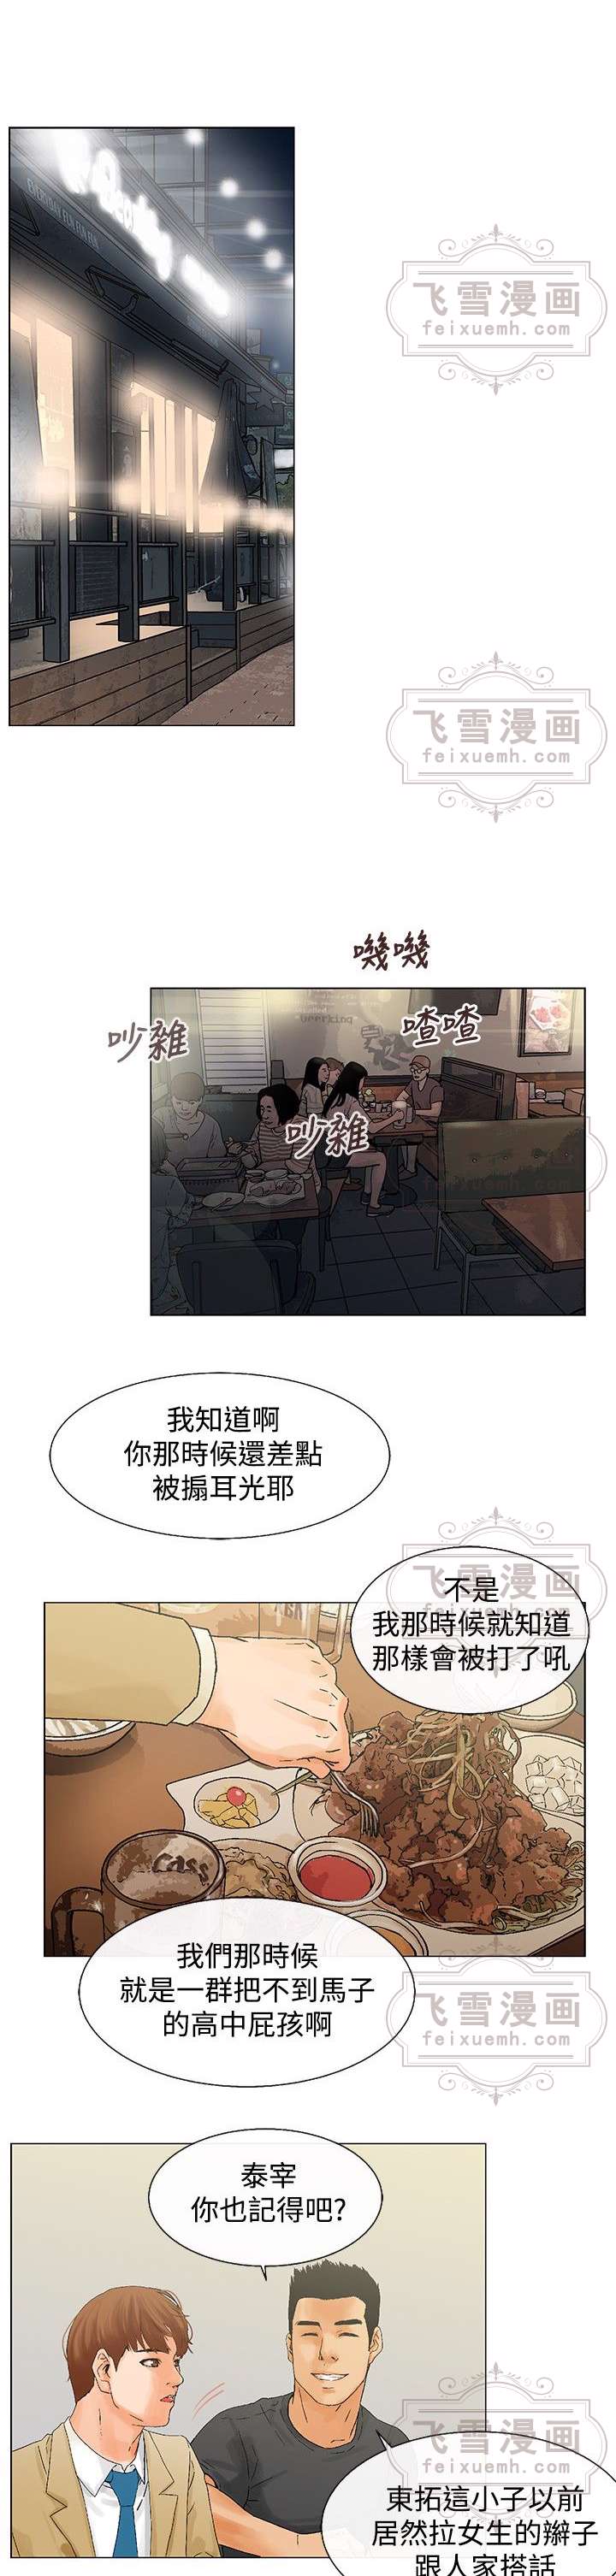 飞雪漫画
feixuemh.com
飞雪漫画
feixuemh.com
嘰嘰
吵雜
喳喳
吵雜
feixuemh.com
我知道啊
你那時候還差點
被搧耳光耶
飞雪漫画
feixuemh.com
不是
我那時候就知道
那樣會被打了吼
CASS
我們那時候
就是一群把不到馬子
的高中屁孩啊
飞雪漫画
feixuemh.com
泰宰
你也記得吧?
飞雪漫画
feixuemh.com
東拓這小子以前
居然拉女生的辮子
跟人家搭話